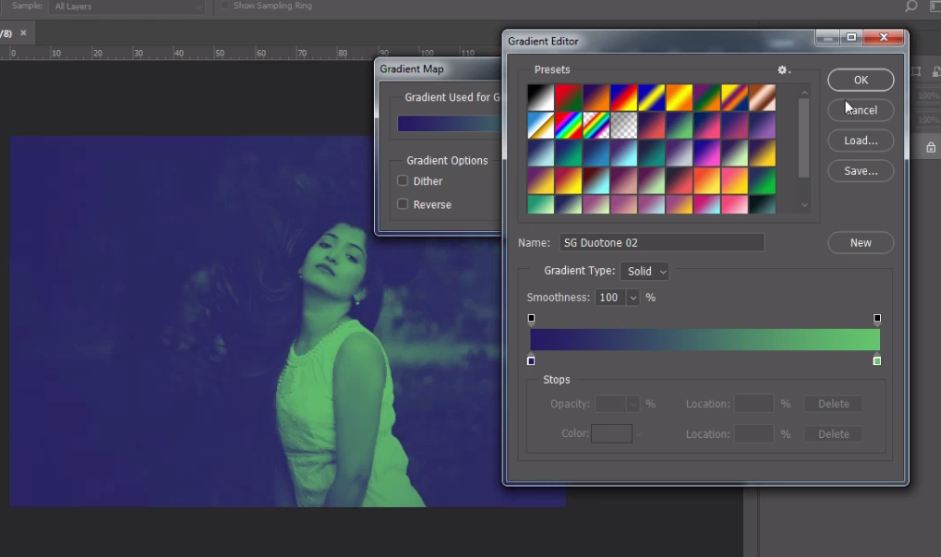 Sample: All Layers Show Sampling Ring
/8) ×
0 10 20 30 40 50 60 70 80 90 100 110
Gradient Editor
Gradient Map
Presets
OK
Gradient Used for G
Cancel
Load...
Gradient Options
Dither
Save...
Reverse
Name: SG Duotone 02 New
Gradient Type: Solid
Smoothness: 100 %
Stops
Opacity: % Location: % Delete
Color: Location: % Delete
100%
100%